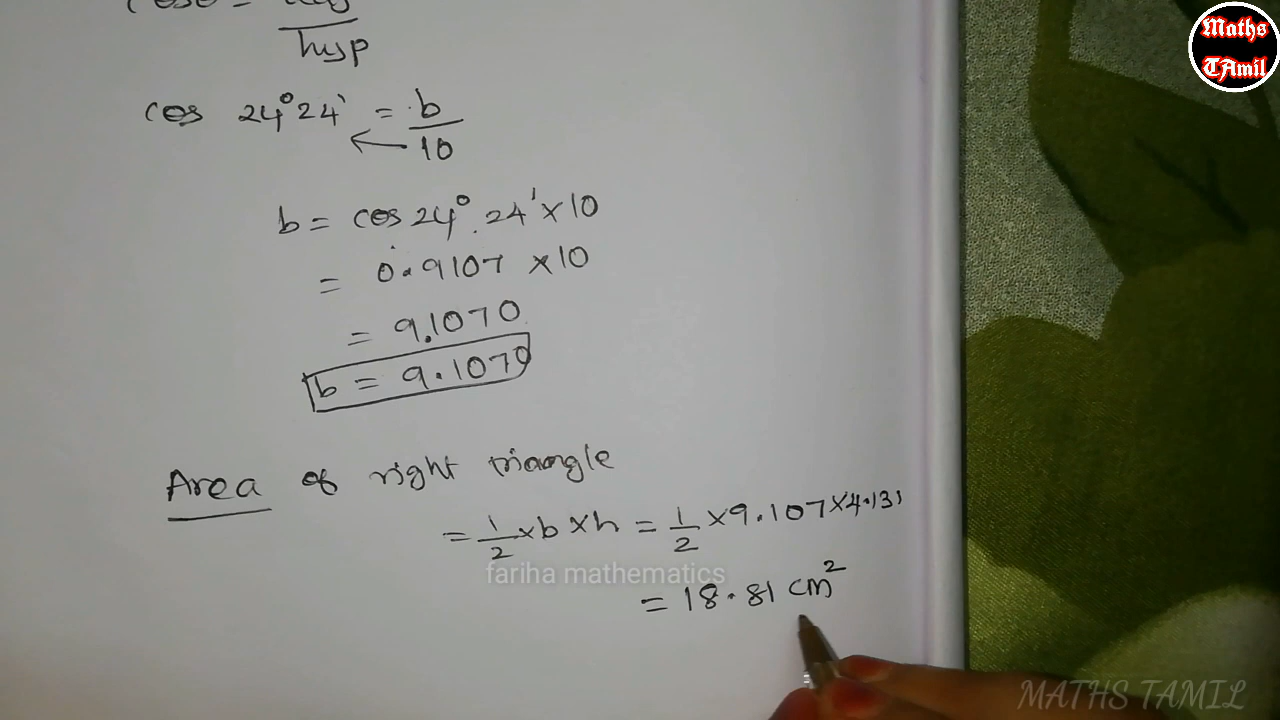 Maths
TAmil
hyp
cos 24°24' = b/10
b = cos 24° 24' × 10
= 0.9107 × 10
= 9.1070
b = 9.1070
Area of right triangle
= 1/2 × b × h = 1/2 × 9.107 × 4.131
fariha mathematics
= 18.81 cm²
MATHS TAMIL